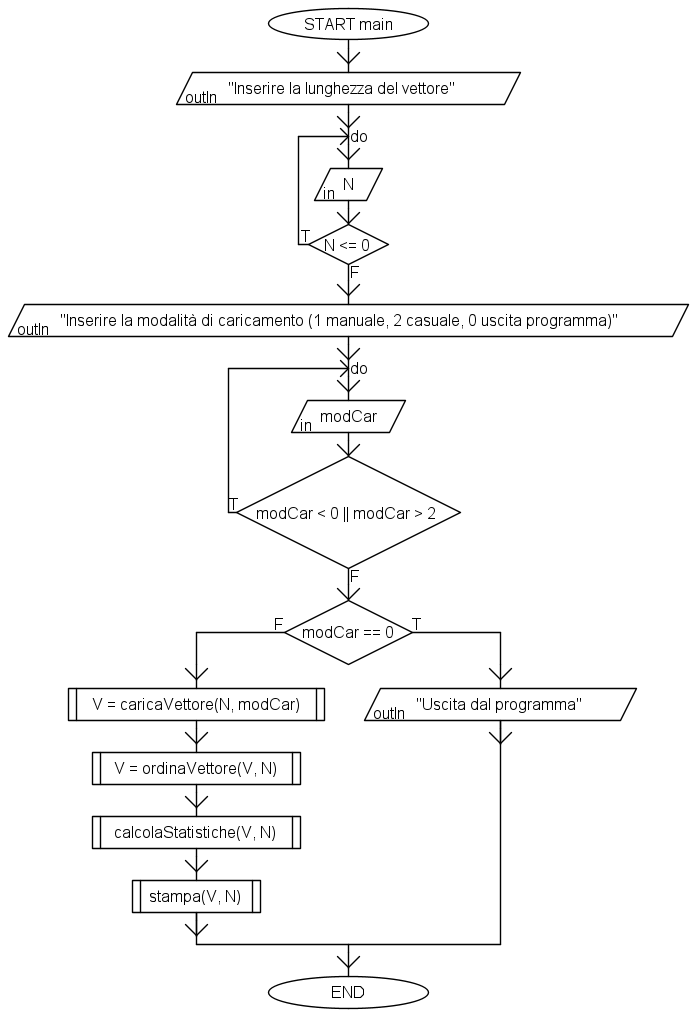 START main
"Inserire la lunghezza del vettore"
outln
do
N
in
T
N <= 0
F
"Inserire la modalità di caricamento (1 manuale, 2 casuale, 0 uscita programma)"
outln
do
modCar
in
T
modCar < 0 || modCar > 2
F
F
modCar == 0
T
V = caricaVettore(N, modCar)
"Uscita dal programma"
outln
V = ordinaVettore(V, N)
calcolaStatistiche(V, N)
stampa(V, N)
END